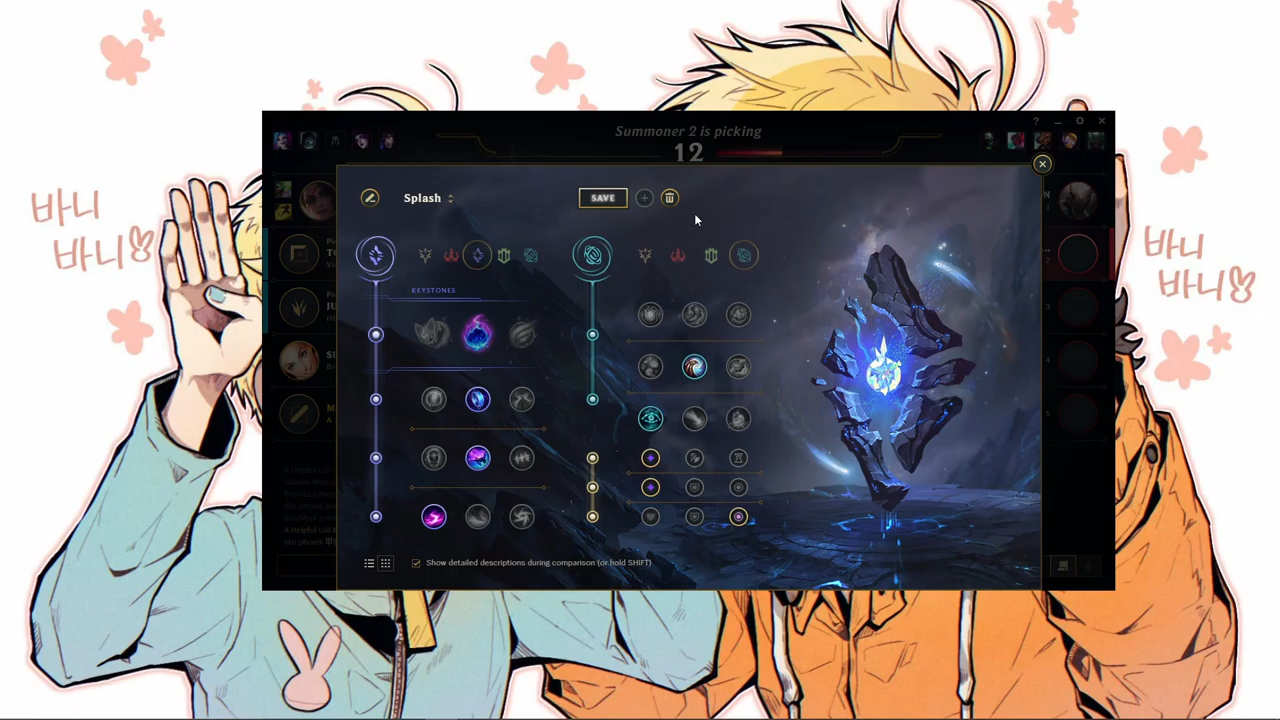 Summoner 2 is picking
12
Splash
SAVE
KEYSTONES
Show detailed descriptions during comparison (or hold SHIFT)
바니
바니
바니
바니